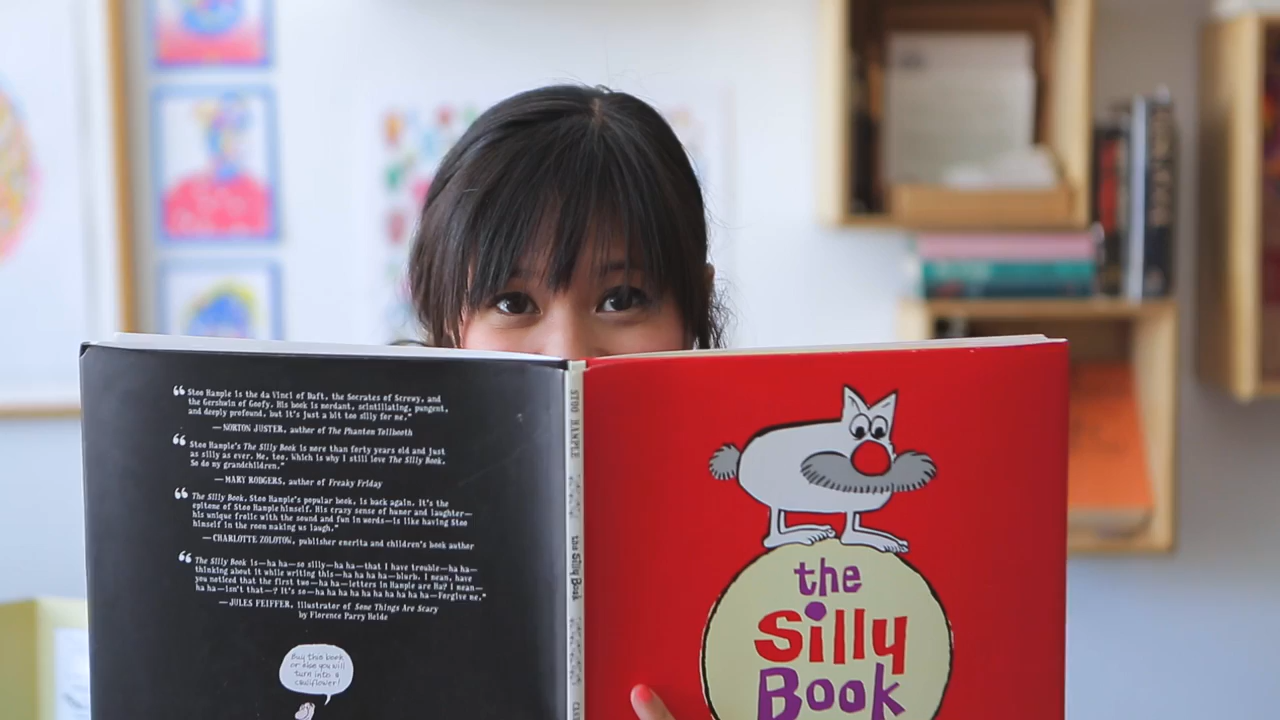 “Stoo Hample is the da Vinci of Daft, the Socrates of Screwy, and
the Gershwin of Goofy. His book is mordant, scintillating, pungent,
and deeply profound, but it's just a bit too silly for me.”
—NORTON JUSTER, author of The Phantom Tollbooth
“Stoo Hample's The Silly Book is more than forty years old and just
as silly as ever. Me, too, which is why I still love The Silly Book.
So do my grandchildren.”
—MARY RODGERS, author of Freaky Friday
“The Silly Book, Stoo Hample's popular book, is back again. It's the
epitome of Stoo Hample himself. His crazy sense of humor and laughter—
his unique frolic with the sound and fun in words—is like having Stoo
himself in the room making us laugh.”
—CHARLOTTE ZOLOTOW, publisher emerita and children's book author
“The Silly Book is—ha ha—so silly—ha ha—that I have trouble—ha ha—
thinking about it while writing this—ha ha ha ha—blurb. I mean, have
you noticed that the first two—ha ha—letters in Hample are Ha? I mean—
ha ha—isn't that—? It's so—ha ha ha ha ha ha ha ha ha—Forgive me.”
—JULES FEIFFER, illustrator of Some Things Are Scary
by Florence Parry Heide
Buy this book
or else you will
turn into a
cauliflower!
STOO HAMPLE
the Silly Book
the
Silly
Book